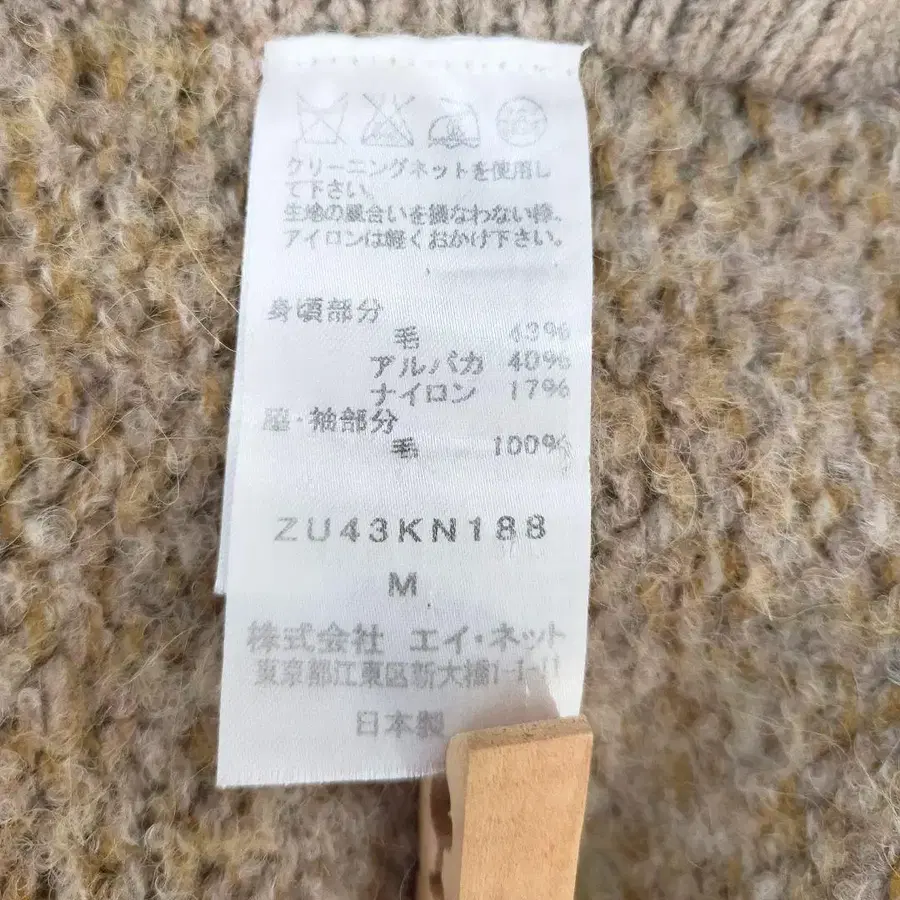 クリーニングネットを使用し
て下さい。
生地の風合いを損なわない様、
アイロンは軽くおかけ下さい。
身頃部分
毛 43%
アルパカ 40%
ナイロン 17%
脇・袖部分
毛 100%
ZU43KN188
M
株式会社 エイ・ネット
東京都江東区新大橋1-1-11
日本製